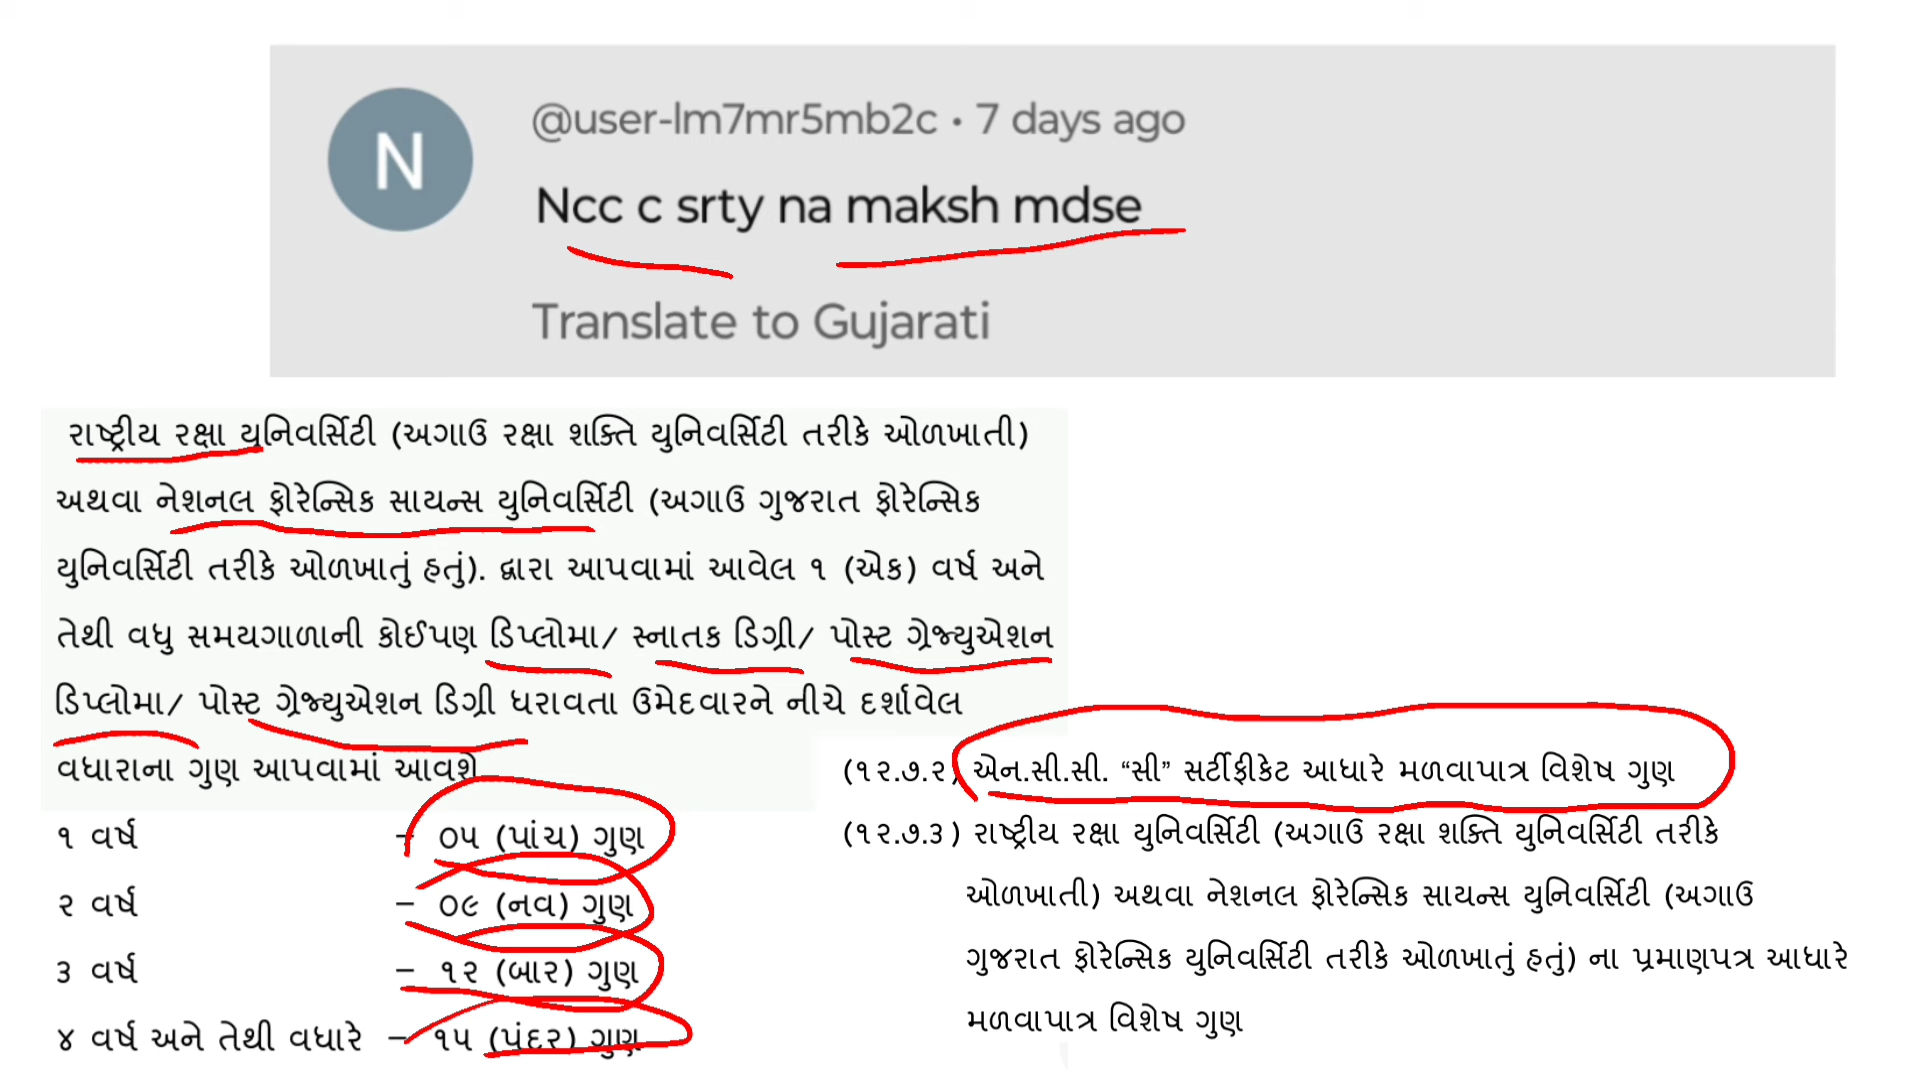 N
@user-lm7mr5mb2c • 7 days ago
Ncc c srty na maksh mdse
Translate to Gujarati
રાષ્ટ્રીય રક્ષા યુનિવર્સિટી (અગાઉ રક્ષા શક્તિ યુનિવર્સિટી તરીકે ઓળખાતી)
અથવા નેશનલ ફોરેન્સિક સાયન્સ યુનિવર્સિટી (અગાઉ ગુજરાત ફોરેન્સિક
યુનિવર્સિટી તરીકે ઓળખાતું હતું). દ્વારા આપવામાં આવેલ ૧ (એક) વર્ષ અને
તેથી વધુ સમયગાળાની કોઈપણ ડિપ્લોમા/ સ્નાતક ડિગ્રી/ પોસ્ટ ગ્રેજ્યુએશન
ડિપ્લોમા/ પોસ્ટ ગ્રેજ્યુએશન ડિગ્રી ધરાવતા ઉમેદવારને નીચે દર્શાવેલ
વધારાના ગુણ આપવામાં આવશે
૧ વર્ષ – ૦૫ (પાંચ) ગુણ
૨ વર્ષ – ૦૯ (નવ) ગુણ
૩ વર્ષ – ૧૨ (બાર) ગુણ
૪ વર્ષ અને તેથી વધારે – ૧૫ (પંદર) ગુણ
(૧૨.૭.૨) એન.સી.સી. “સી” સર્ટીફીકેટ આધારે મળવાપાત્ર વિશેષ ગુણ
(૧૨.૭.૩) રાષ્ટ્રીય રક્ષા યુનિવર્સિટી (અગાઉ રક્ષા શક્તિ યુનિવર્સિટી તરીકે
ઓળખાતી) અથવા નેશનલ ફોરેન્સિક સાયન્સ યુનિવર્સિટી (અગાઉ
ગુજરાત ફોરેન્સિક યુનિવર્સિટી તરીકે ઓળખાતું હતું) ના પ્રમાણપત્ર આધારે
મળવાપાત્ર વિશેષ ગુણ